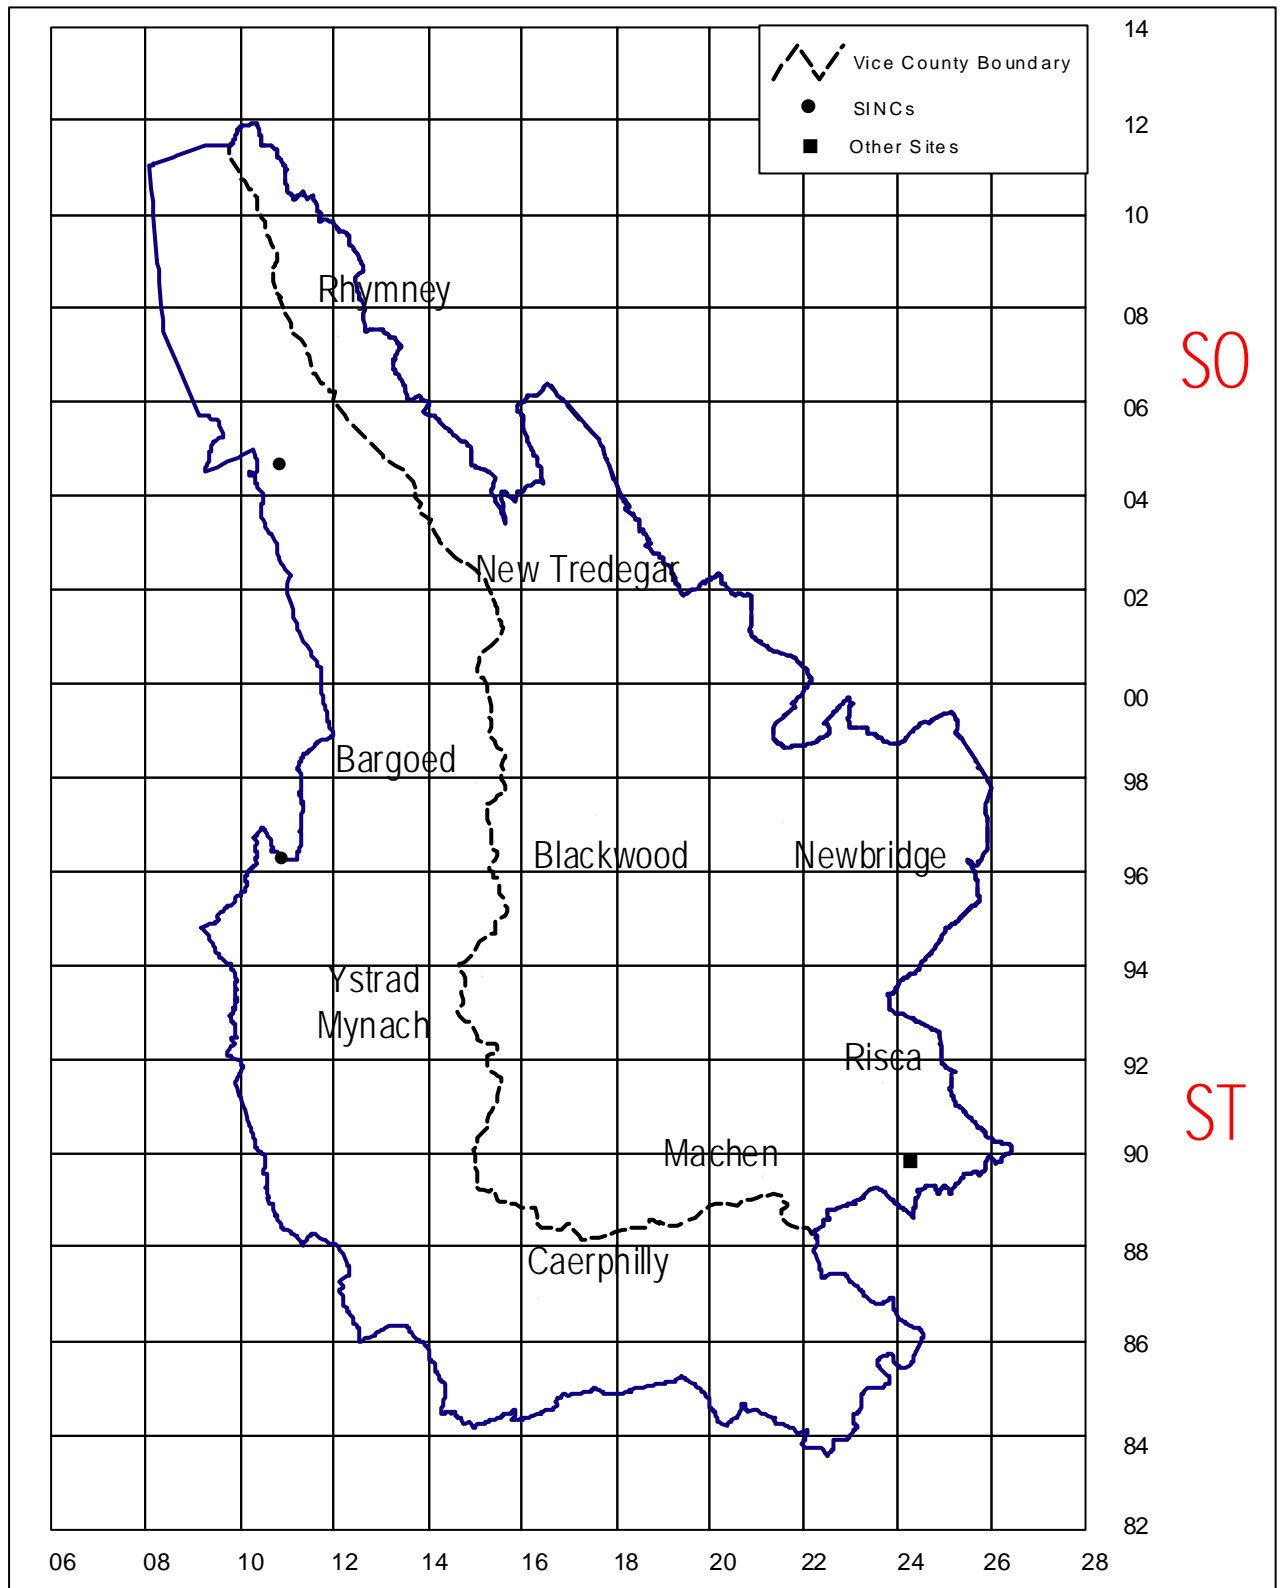 14
Vice County Boundary
SINCs
12
Other Sites
10
Rhymney
08
SO
06
04
New Tredegar
02
00
Bargoed
98
Blackwood
Newbridge
96
Ystrad
Mynach
94
Risca
92
ST
Machen
90
Caerphilly
88
86
84
82
06 08 10 12 14 16 18 20 22 24 26 28